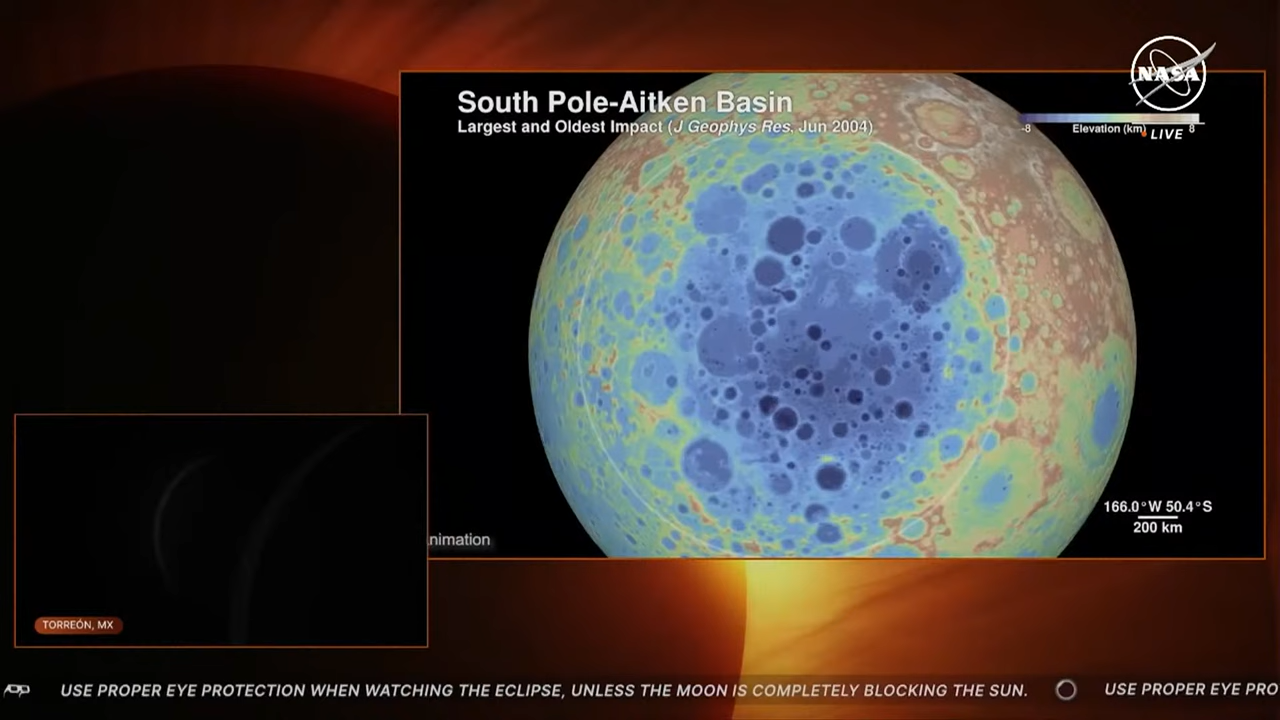 NASA
South Pole-Aitken Basin
Largest and Oldest Impact (J Geophys Res. Jun 2004)
-8 Elevation (km) 8
LIVE
166.0°W 50.4°S
200 km
nimation
TORREÓN, MX
USE PROPER EYE PROTECTION WHEN WATCHING THE ECLIPSE, UNLESS THE MOON IS COMPLETELY BLOCKING THE SUN. USE PROPER EYE PRO